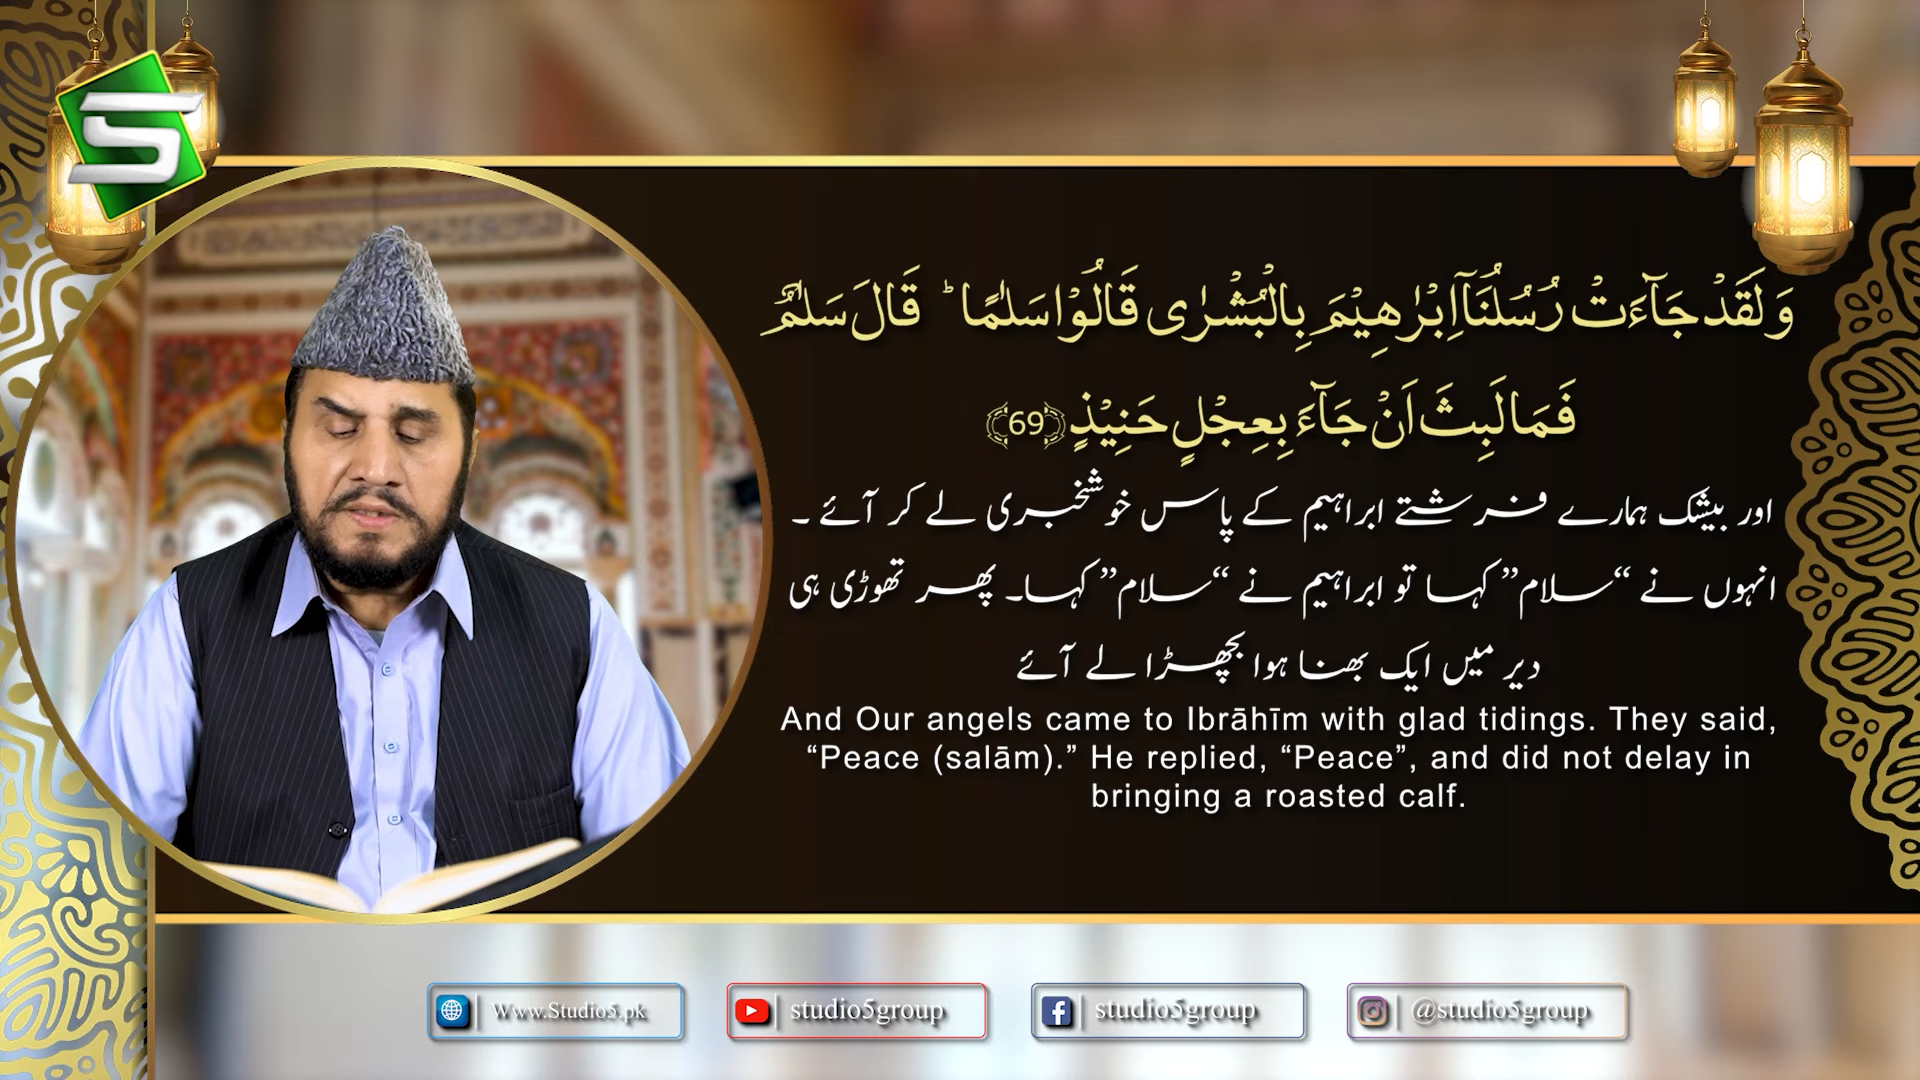 وَلَقَدْ جَآءَتْ رُسُلُنَاۤ اِبْرٰهِیْمَ بِالْبُشْرٰى قَالُوْا سَلٰمًاؕ قَالَ سَلٰمٌ
فَمَا لَبِثَ اَنْ جَآءَ بِعِجْلٍ حَنِیْذٍ ﴿69﴾
اور بیشک ہمارے فرشتے ابراہیم کے پاس خوشخبری لے کر آئے ۔
انہوں نے “سلام” کہا تو ابراہیم نے “سلام” کہا۔ پھر تھوڑی ہی
دیر میں ایک بھنا ہوا بچھڑا لے آئے
And Our angels came to Ibrāhīm with glad tidings. They said,
“Peace (salām).” He replied, “Peace”, and did not delay in
bringing a roasted calf.
Www.Studio5.pk
studio5group
studio5group
@studio5group